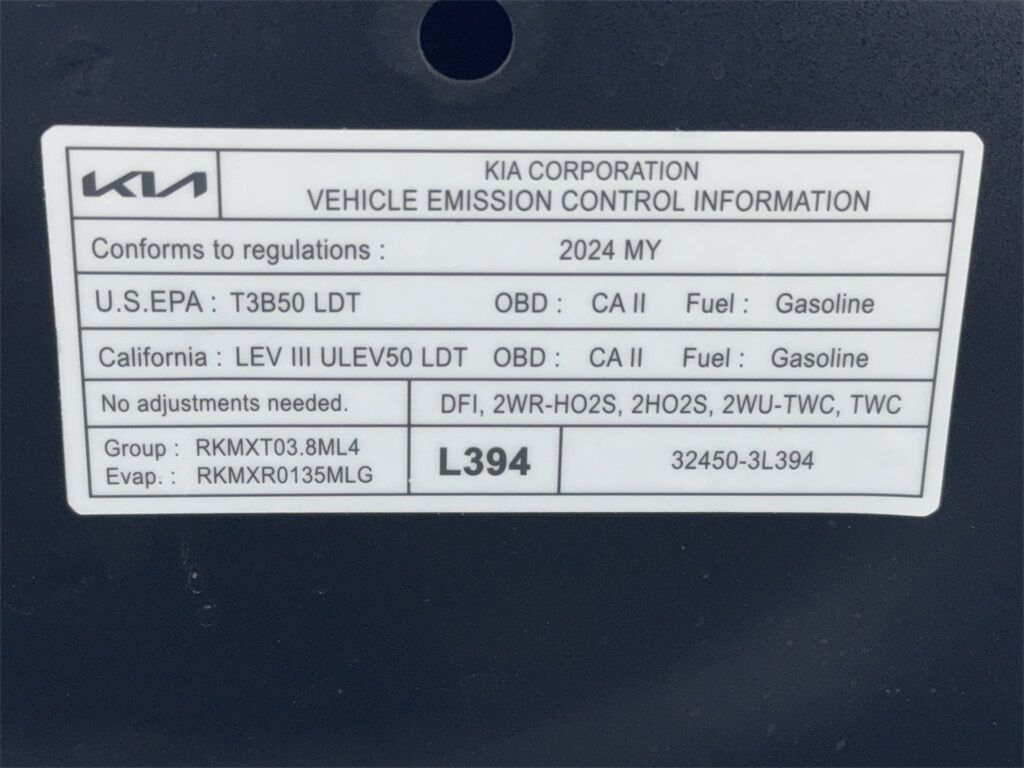 KIA
KIA CORPORATION
VEHICLE EMISSION CONTROL INFORMATION
Conforms to regulations : 2024 MY
U.S.EPA : T3B50 LDT OBD : CA II Fuel : Gasoline
California : LEV III ULEV50 LDT OBD : CA II Fuel : Gasoline
No adjustments needed. DFI, 2WR-HO2S, 2HO2S, 2WU-TWC, TWC
Group : RKMXT03.8ML4
Evap. : RKMXR0135MLG
L394
32450-3L394